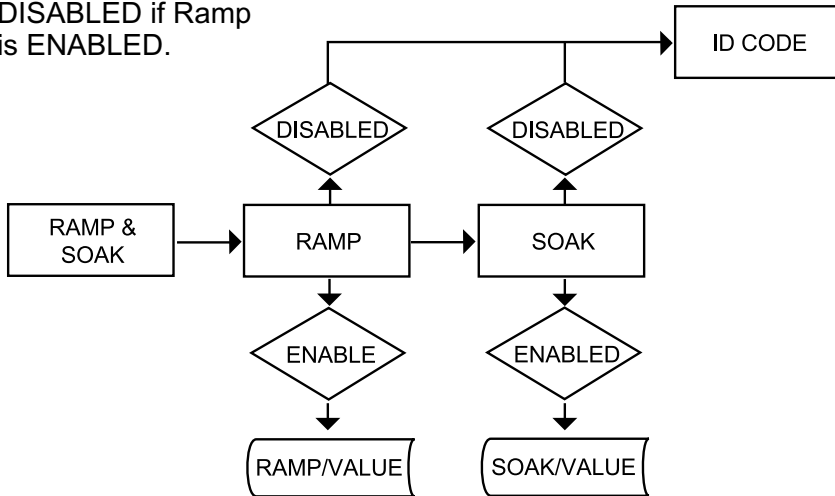 DISABLED if Ramp
is ENABLED.
ID CODE
DISABLED
DISABLED
RAMP &
SOAK
RAMP
SOAK
ENABLE
ENABLED
RAMP/VALUE
SOAK/VALUE